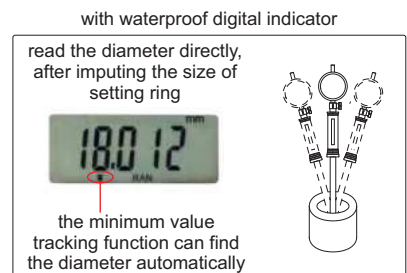 with waterproof digital indicator
read the diameter directly,
after imputing the size of
setting ring
mm
18.012
RAN
the minimum value
tracking function can find
the diameter automatically